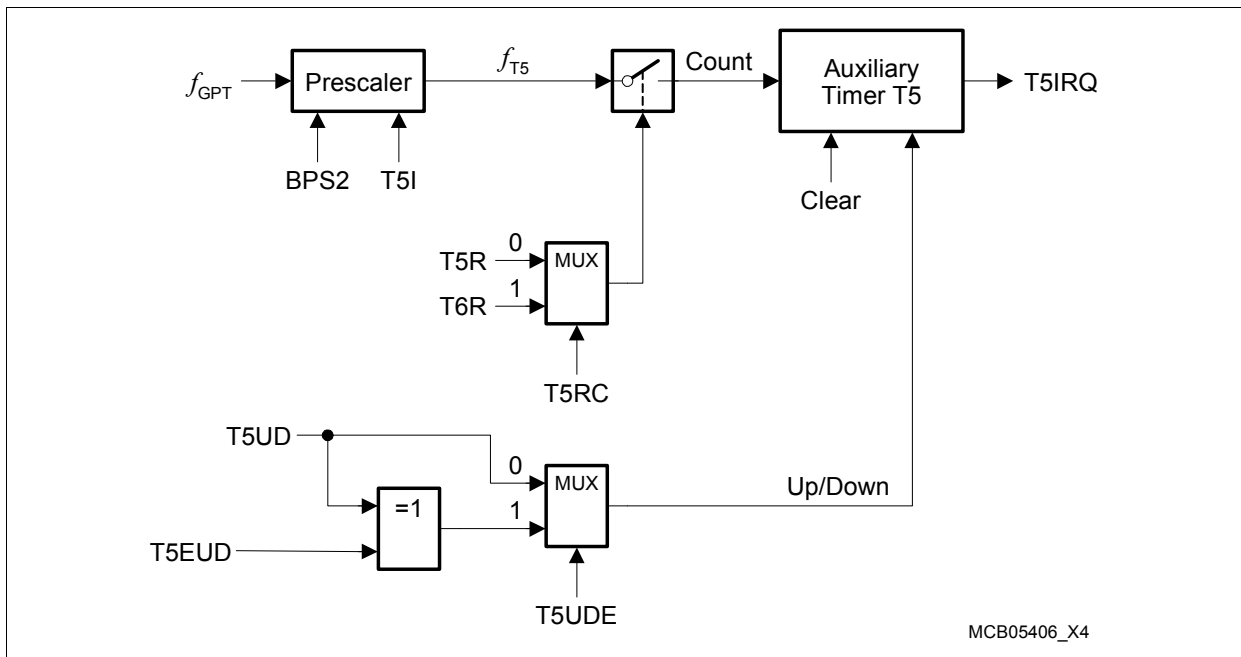 f_GPT
Prescaler
f_T5
Count
Auxiliary
Timer T5
T5IRQ
BPS2
T5I
Clear
T5R
0
MUX
T6R
1
T5RC
T5UD
0
MUX
Up/Down
=1
1
T5EUD
T5UDE
MCB05406_X4